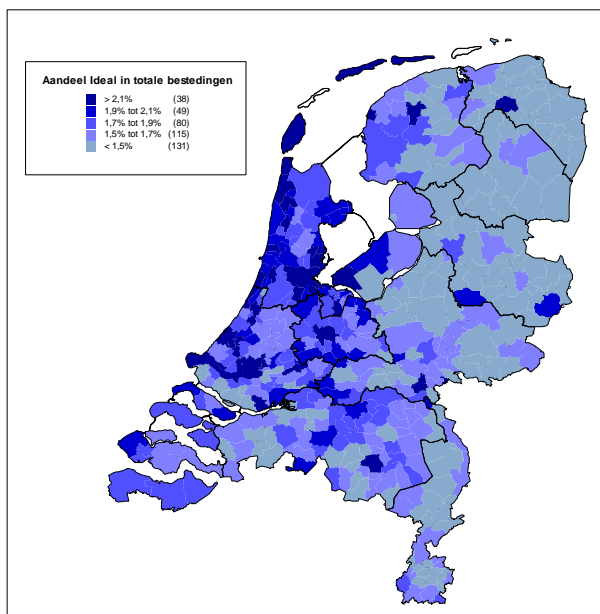 Aandeel Ideal in totale bestedingen
> 2,1% (38)
1,9% tot 2,1% (49)
1,7% tot 1,9% (80)
1,5% tot 1,7% (115)
< 1,5% (131)